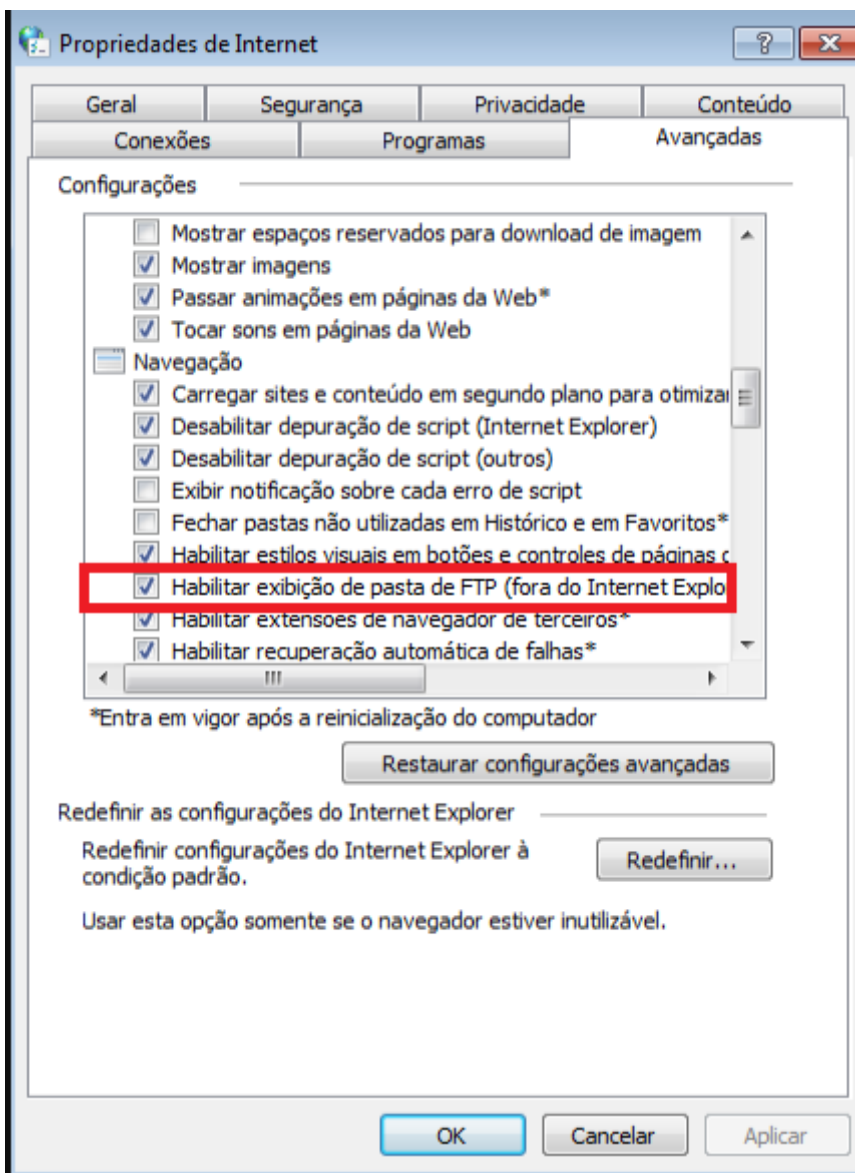 Propriedades de Internet
Geral
Segurança
Privacidade
Conteúdo
Conexões
Programas
Avançadas
Configurações
Mostrar espaços reservados para download de imagem
Mostrar imagens
Passar animações em páginas da Web*
Tocar sons em páginas da Web
Navegação
Carregar sites e conteúdo em segundo plano para otimizar
Desabilitar depuração de script (Internet Explorer)
Desabilitar depuração de script (outros)
Exibir notificação sobre cada erro de script
Fechar pastas não utilizadas em Histórico e em Favoritos*
Habilitar estilos visuais em botões e controles de páginas
Habilitar exibição de pasta de FTP (fora do Internet Explo
Habilitar extensões de navegador de terceiros*
Habilitar recuperação automática de falhas*
*Entra em vigor após a reinicialização do computador
Restaurar configurações avançadas
Redefinir as configurações do Internet Explorer
Redefinir configurações do Internet Explorer à
condição padrão.
Redefinir...
Usar esta opção somente se o navegador estiver inutilizável.
OK
Cancelar
Aplicar